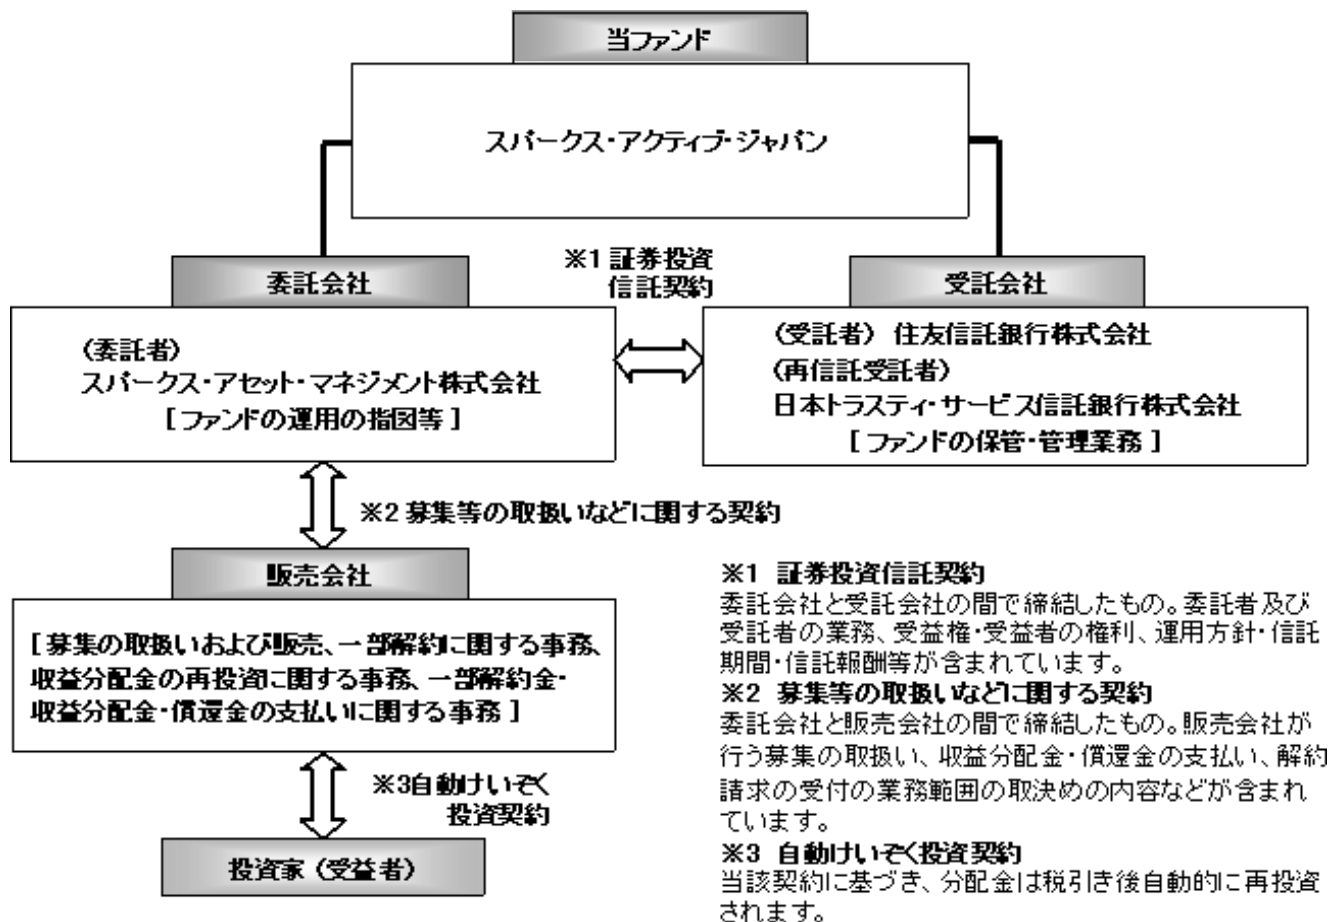 当ファンド
スパークス・アクティブ・ジャパン
委託会社
※1 証券投資
信託契約
受託会社
(委託者)
スパークス・アセット・マネジメント株式会社
[ ファンドの運用の指図等 ]
(受託者) 住友信託銀行株式会社
(再信託受託者)
日本トラスティ・サービス信託銀行株式会社
[ ファンドの保管・管理業務 ]
※2 募集等の取扱いなどに関する契約
販売会社
[ 募集の取扱いおよび販売、一部解約に関する事務、
収益分配金の再投資に関する事務、一部解約金・
収益分配金・償還金の支払いに関する事務 ]
※3自動けいぞく
投資契約
投資家 (受益者)
※1 証券投資信託契約
委託会社と受託会社の間で締結したもの。委託者及び
受託者の業務、受益権・受益者の権利、運用方針・信託
期間・信託報酬等が含まれています。
※2 募集等の取扱いなどに関する契約
委託会社と販売会社の間で締結したもの。販売会社が
行う募集の取扱い、収益分配金・償還金の支払い、解約
請求の受付の業務範囲の取決めの内容などが含まれ
ています。
※3 自動けいぞく投資契約
当該契約に基づき、分配金は税引き後自動的に再投資
されます。